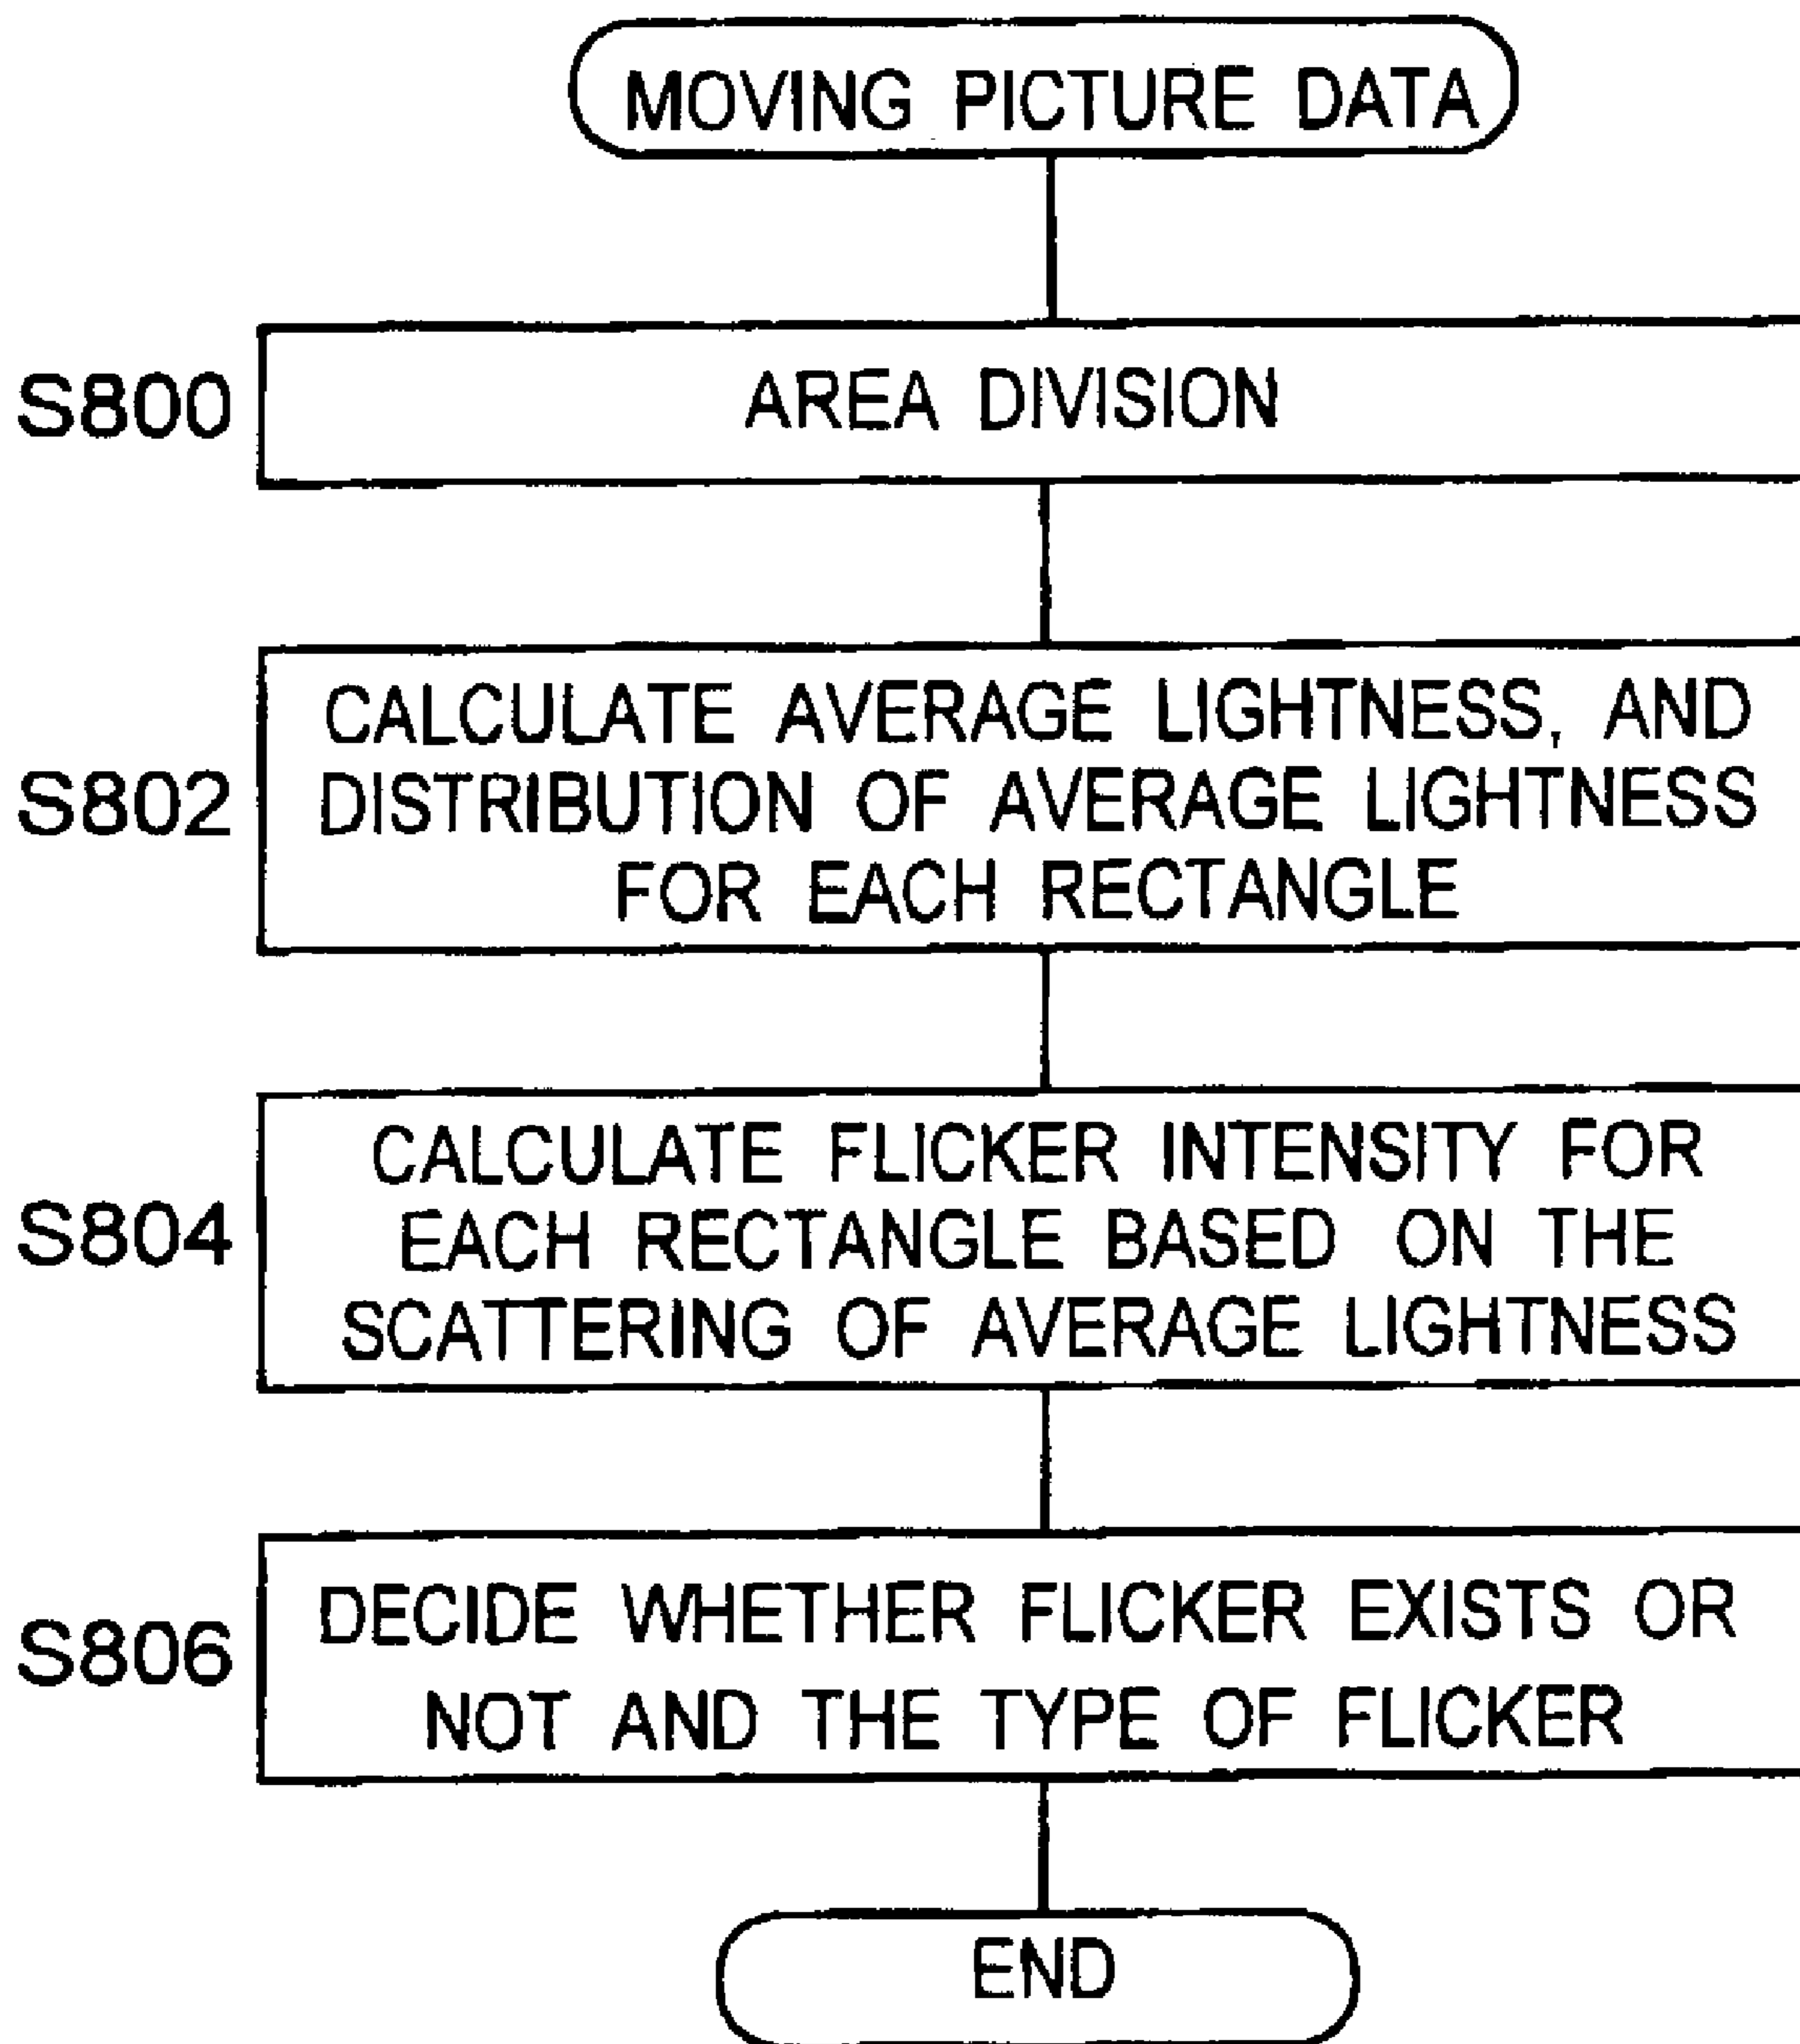 MOVING PICTURE DATA
S800
AREA DIVISION
S802
CALCULATE AVERAGE LIGHTNESS, AND
DISTRIBUTION OF AVERAGE LIGHTNESS
FOR EACH RECTANGLE
S804
CALCULATE FLICKER INTENSITY FOR
EACH RECTANGLE BASED ON THE
SCATTERING OF AVERAGE LIGHTNESS
S806
DECIDE WHETHER FLICKER EXISTS OR
NOT AND THE TYPE OF FLICKER
END